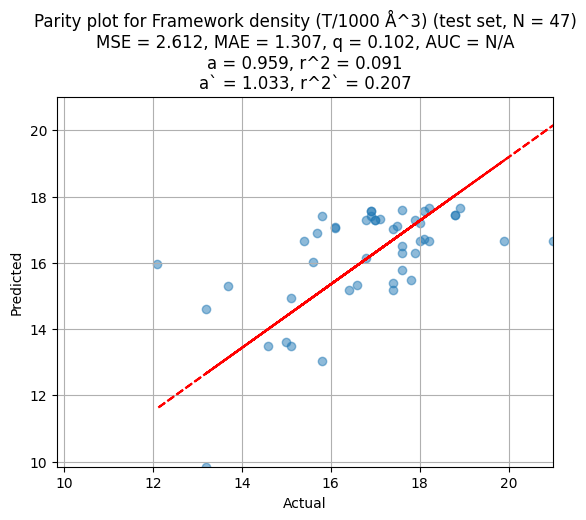 Parity plot for Framework density (T/1000 Å^3) (test set, N = 47)
MSE = 2.612, MAE = 1.307, q = 0.102, AUC = N/A
a = 0.959, r^2 = 0.091
a` = 1.033, r^2` = 0.207
20
18
16
14
12
10
Predicted
10 12 14 16 18 20
Actual